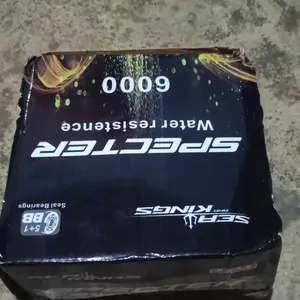 6000
Water resistence
SPECTER
SEA
KINGS
5+1
BB
Seal Bearings